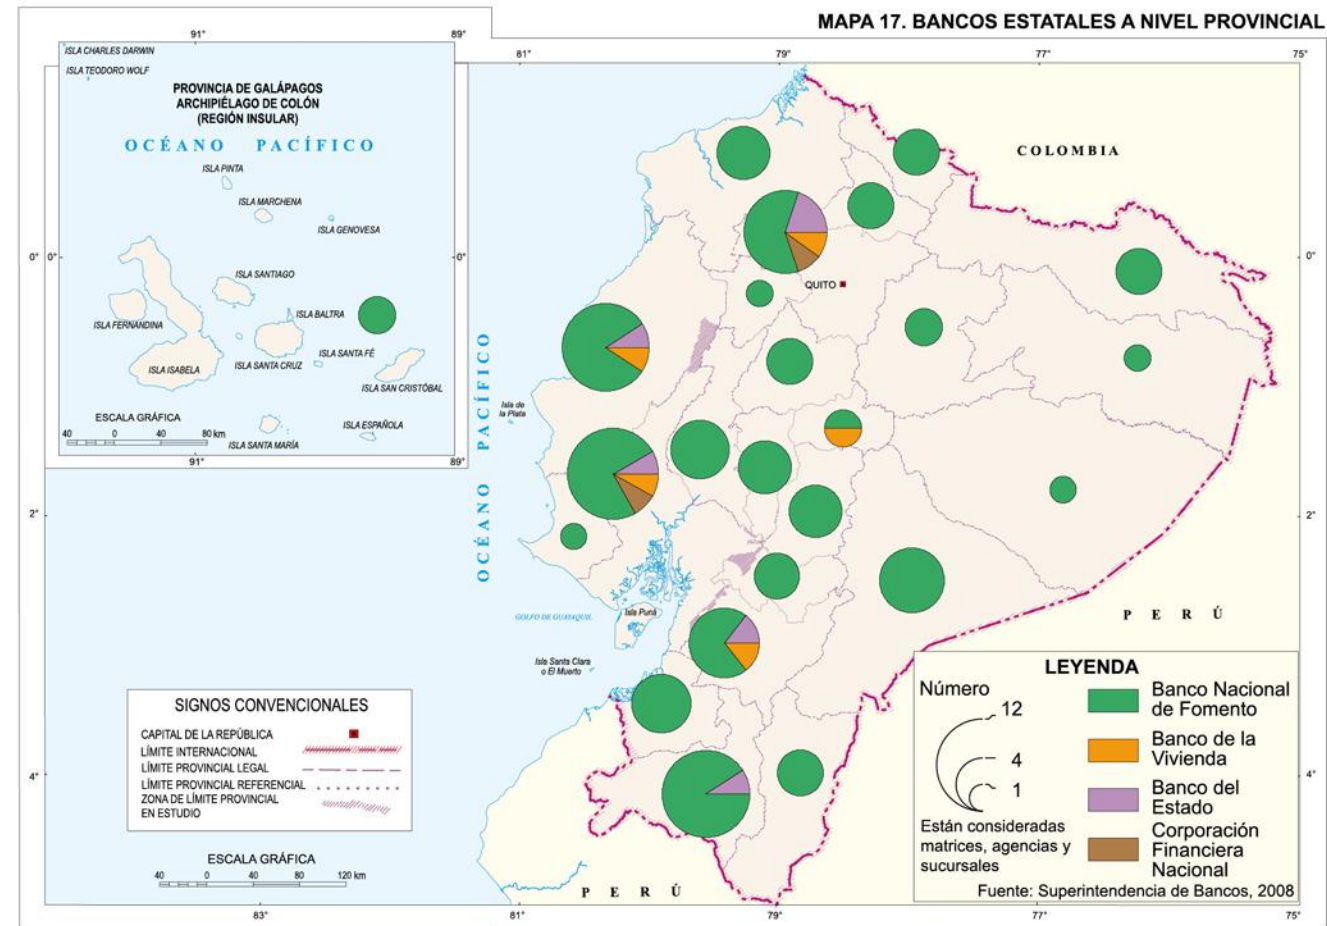 MAPA 17. BANCOS ESTATALES A NIVEL PROVINCIAL
91°
89°
81°
79°
77°
75°
ISLA CHARLES DARWIN
ISLA TEODORO WOLF
PROVINCIA DE GALÁPAGOS
ARCHIPIÉLAGO DE COLÓN
(REGIÓN INSULAR)
OCÉANO PACÍFICO
ISLA PINTA
ISLA MARCHENA
ISLA GENOVESA
0°
0°
0°
0°
ISLA SANTIAGO
ISLA BALTRA
ISLA FERNANDINA
ISLA SANTA FÉ
ISLA SANTA CRUZ
ISLA ISABELA
ISLA SAN CRISTÓBAL
ESCALA GRÁFICA
40 0 40 80 km
ISLA ESPAÑOLA
ISLA SANTA MARÍA
91°
89°
COLOMBIA
QUITO
OCÉANO PACÍFICO
Isla de
la Plata
2°
2°
GOLFO DE GUAYAQUIL
Isla Puná
Isla Santa Clara
o El Muerto
PERÚ
4°
4°
SIGNOS CONVENCIONALES
CAPITAL DE LA REPÚBLICA
LÍMITE INTERNACIONAL
LÍMITE PROVINCIAL LEGAL
LÍMITE PROVINCIAL REFERENCIAL
ZONA DE LÍMITE PROVINCIAL
EN ESTUDIO
ESCALA GRÁFICA
40 0 40 80 120 km
PERÚ
LEYENDA
Número
12
4
1
Están consideradas
matrices, agencias y
sucursales
Banco Nacional
de Fomento
Banco de la
Vivienda
Banco del
Estado
Corporación
Financiera
Nacional
Fuente: Superintendencia de Bancos, 2008
83°
81°
79°
77°
75°